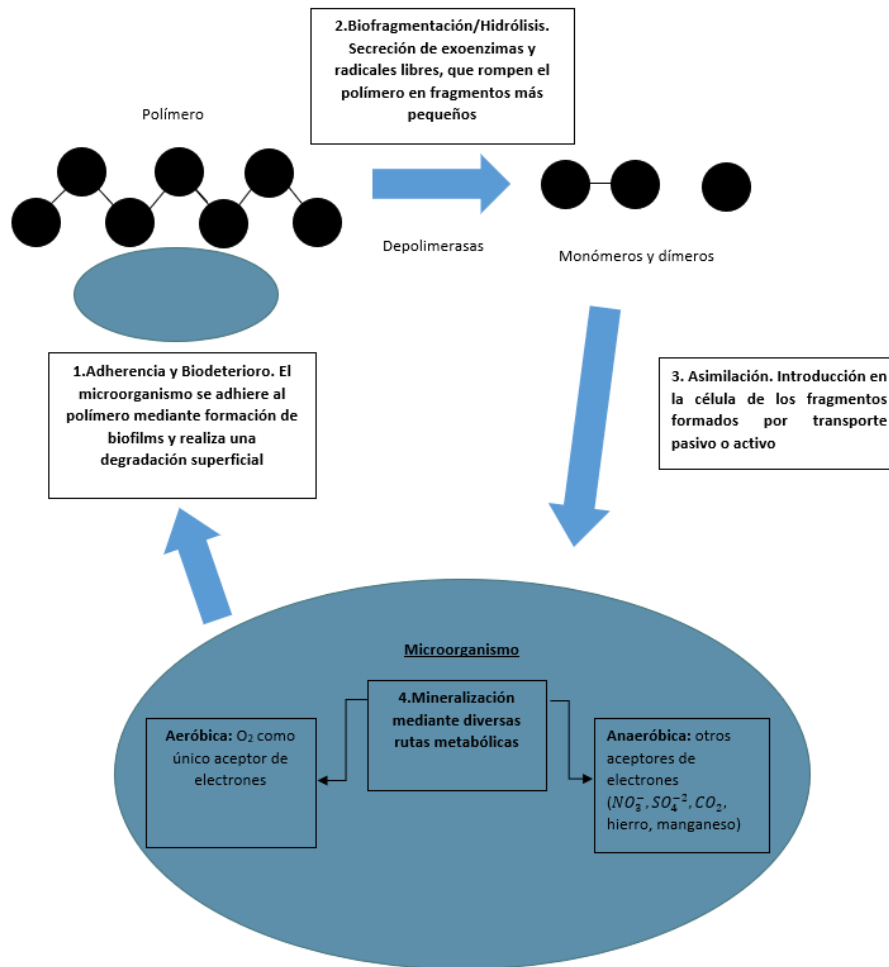 2.Biofragmentación/Hidrólisis.
Secreción de exoenzimas y
radicales libres, que rompen el
polímero en fragmentos más
pequeños
Polímero
Depolimerasas
Monómeros y dímeros
1.Adherencia y Biodeterioro. El
microorganismo se adhiere al
polímero mediante formación de
biofilms y realiza una
degradación superficial
3. Asimilación. Introducción en
la célula de los fragmentos
formados por transporte
pasivo o activo
Microorganismo
4.Mineralización
mediante diversas
rutas metabólicas
Aeróbica: O₂ como
único aceptor de
electrones
Anaeróbica: otros
aceptores de
electrones
(NO₃⁻, SO₄⁻², CO₂,
hierro, manganeso)